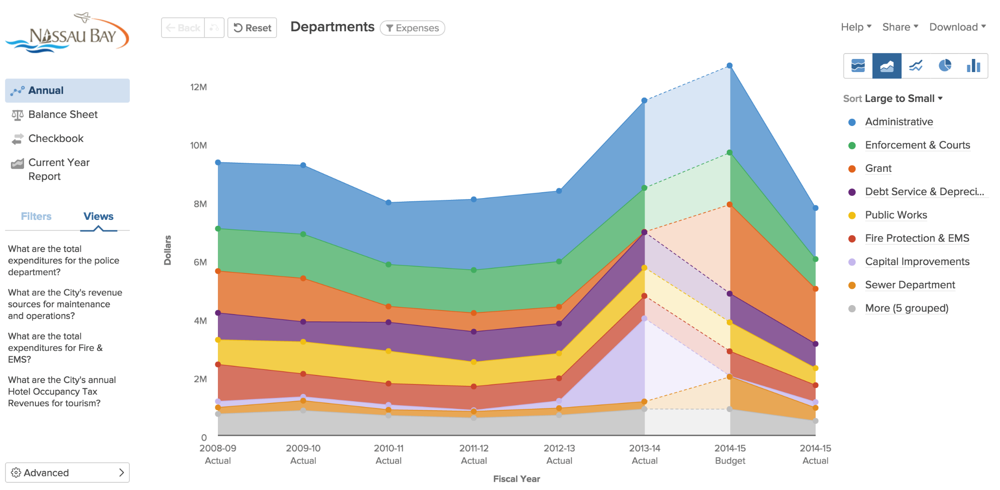 NASSAU BAY
Back
Reset
Departments
Expenses
Help
Share
Download
Annual
Balance Sheet
Checkbook
Current Year
Report
Filters
Views
What are the total
expenditures for the police
department?
What are the City's revenue
sources for maintenance
and operations?
What are the total
expenditures for Fire &
EMS?
What are the City's annual
Hotel Occupancy Tax
Revenues for tourism?
Advanced
Dollars
12M
10M
8M
6M
4M
2M
0
2008-09
Actual
2009-10
Actual
2010-11
Actual
2011-12
Actual
2012-13
Actual
2013-14
Actual
2014-15
Budget
2014-15
Actual
Fiscal Year
Sort Large to Small
Administrative
Enforcement & Courts
Grant
Debt Service & Depreci...
Public Works
Fire Protection & EMS
Capital Improvements
Sewer Department
More (5 grouped)